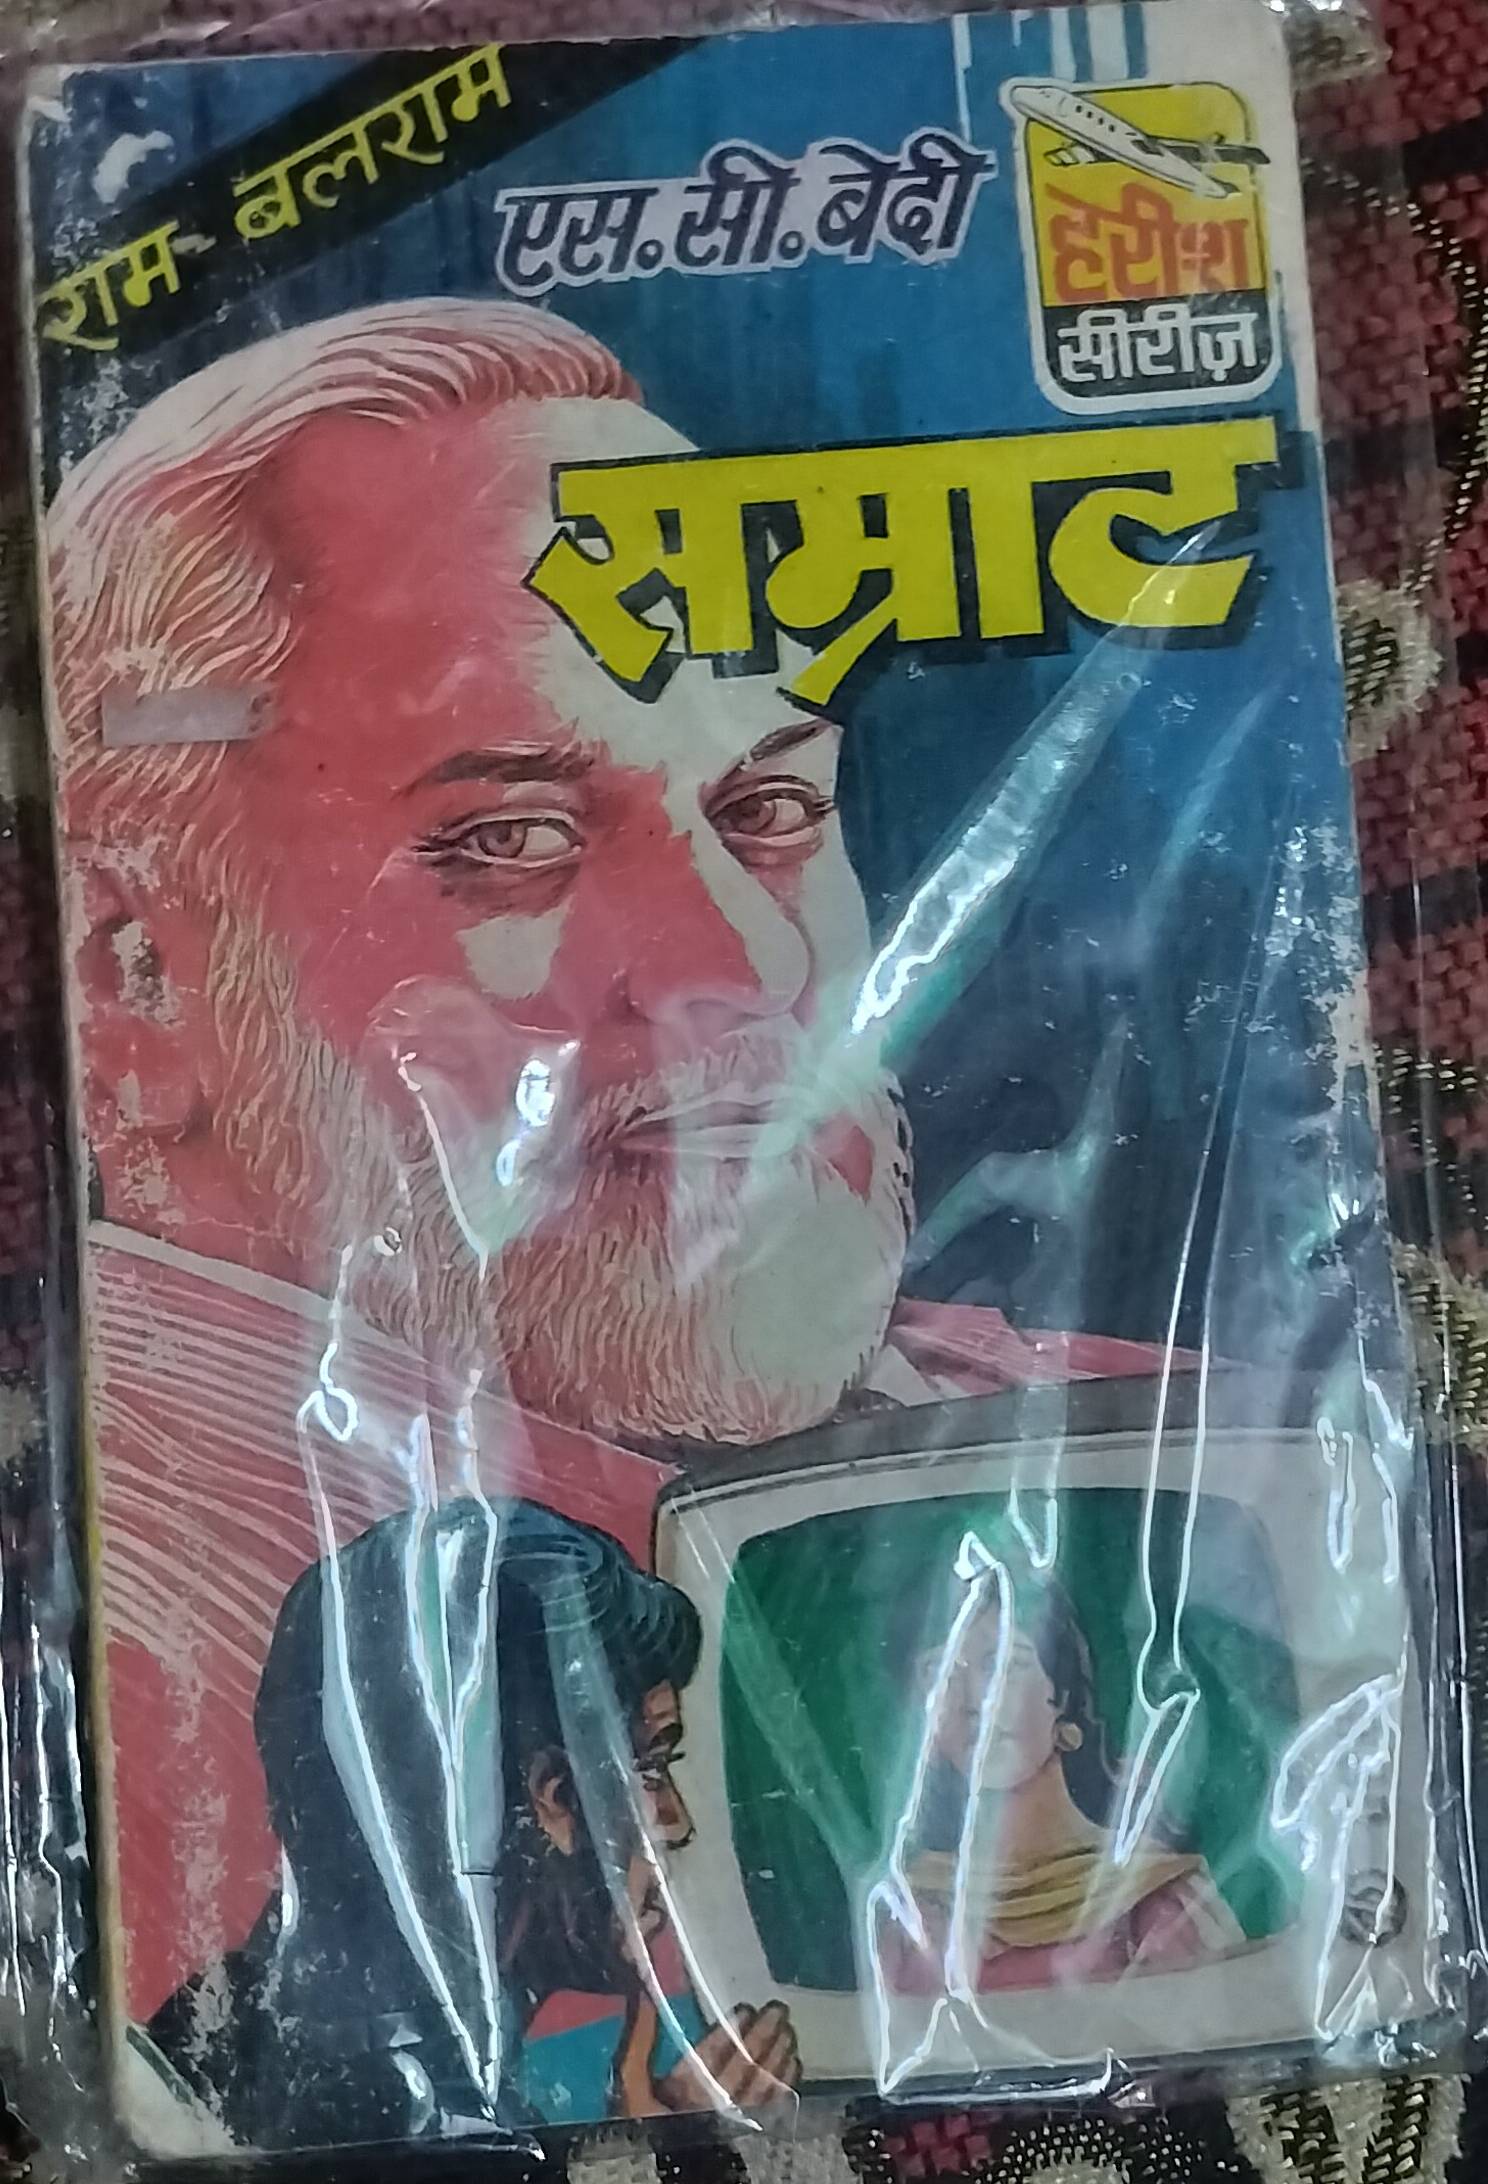 राम-बलराम
एस.सी.बेदी
हरीश
सीरीज़
सम्राट